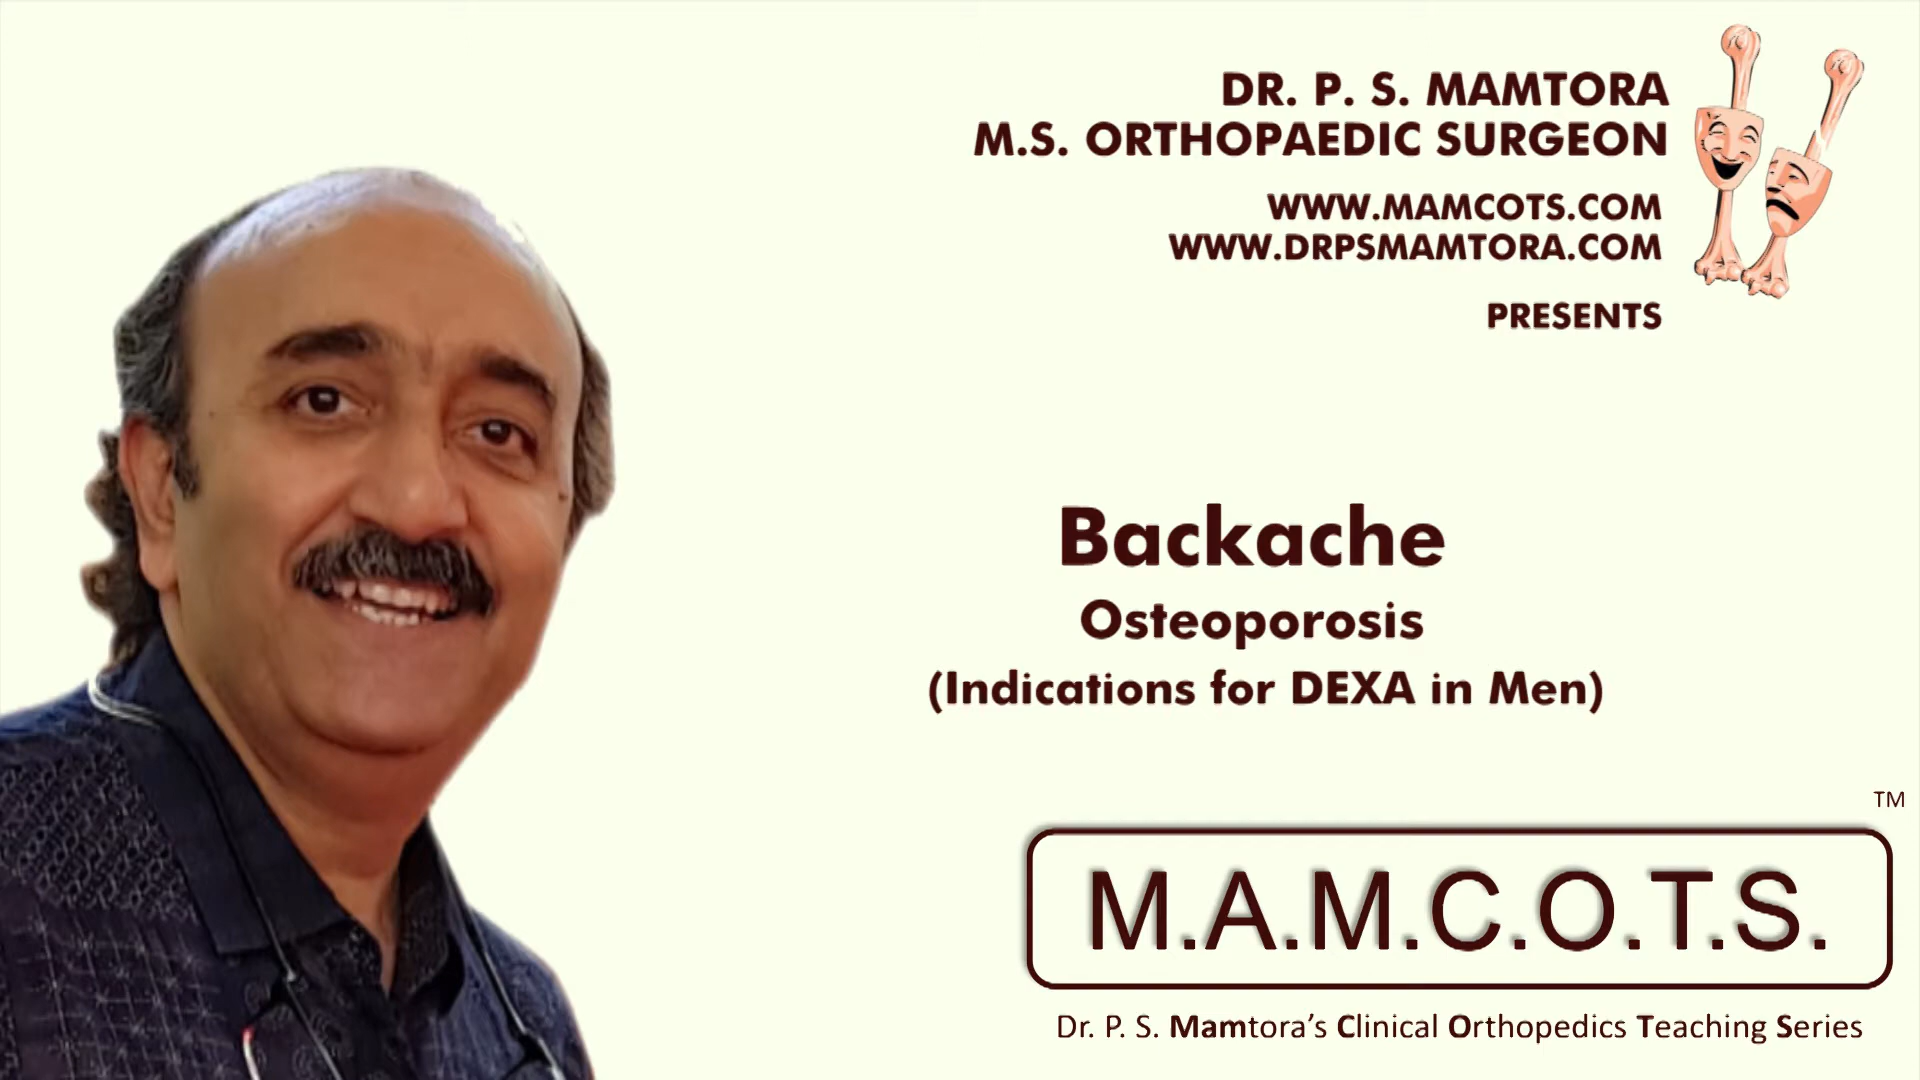 DR. P. S. MAMTORA
M.S. ORTHOPAEDIC SURGEON
WWW.MAMCOTS.COM
WWW.DRPSMAMTORA.COM
PRESENTS
Backache
Osteoporosis
(Indications for DEXA in Men)
TM
M.A.M.C.O.T.S.
Dr. P. S. Mamtora’s Clinical Orthopedics Teaching Series